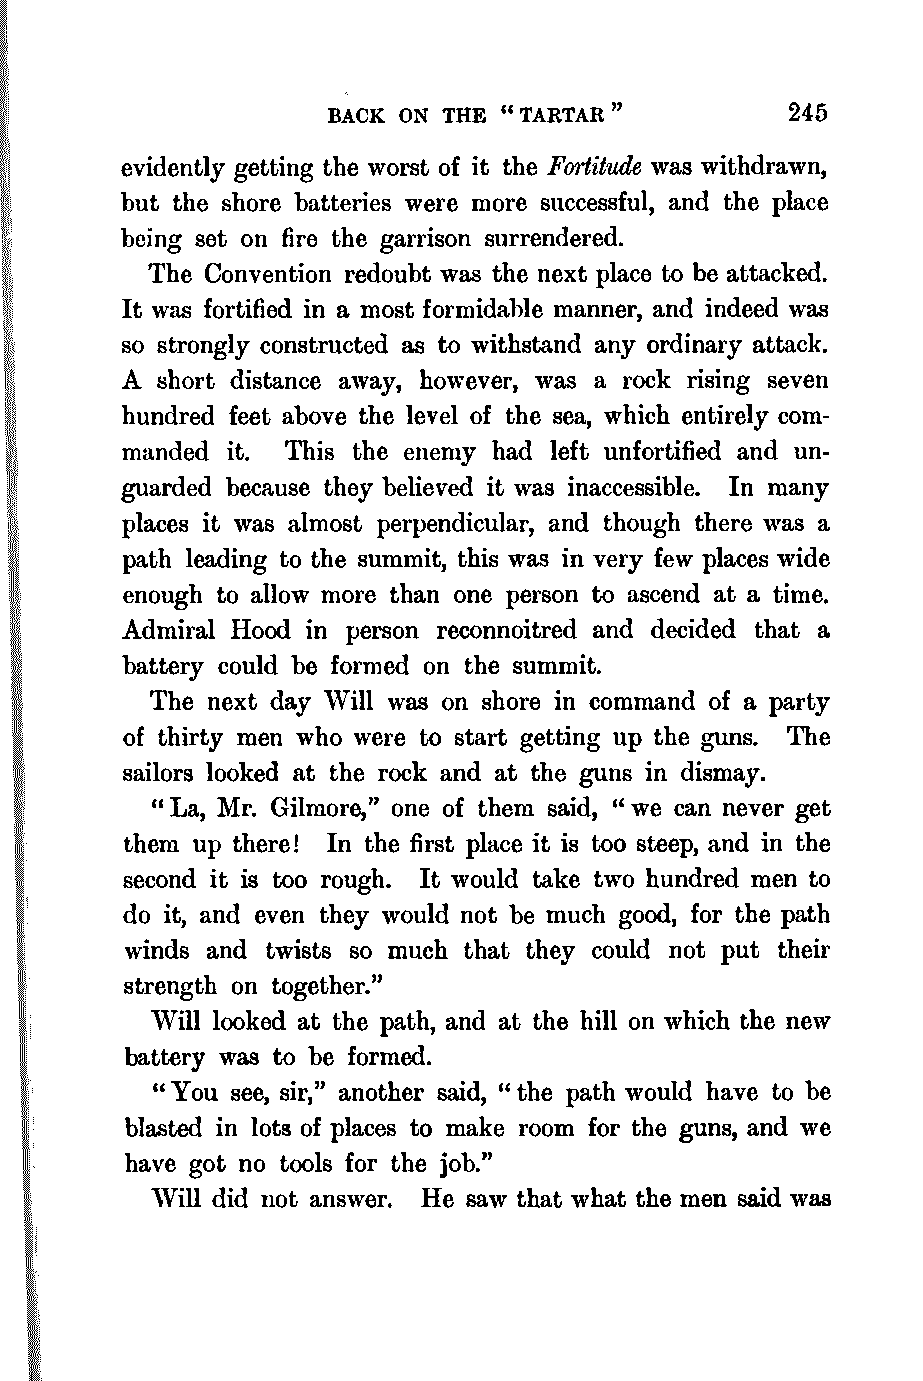 BACK ON THE " TARTAR " 245
evidently getting the worst of it the Fortitude was withdrawn,
but the shore batteries were more successful, and the place
being set on fire the garrison surrendered.
The Convention redoubt was the next place to be attacked.
It was fortified in a most formidable manner, and indeed was
so strongly constructed as to withstand any ordinary attack.
A short distance away, however, was a rock rising seven
hundred feet above the level of the sea, which entirely com-
manded it. This the enemy had left unfortified and un-
guarded because they believed it was inaccessible. In many
places it was almost perpendicular, and though there was a
path leading to the summit, this was in very few places wide
enough to allow more than one person to ascend at a time.
Admiral Hood in person reconnoitred and decided that a
battery could be formed on the summit.
The next day Will was on shore in command of a party
of thirty men who were to start getting up the guns. The
sailors looked at the rock and at the guns in dismay.
"La, Mr. Gilmore," one of them said, "we can never get
them up there! In the first place it is too steep, and in the
second it is too rough. It would take two hundred men to
do it, and even they would not be much good, for the path
winds and twists so much that they could not put their
strength on together."
Will looked at the path, and at the hill on which the new
battery was to be formed.
"You see, sir," another said, "the path would have to be
blasted in lots of places to make room for the guns, and we
have got no tools for the job."
Will did not answer. He saw that what the men said was